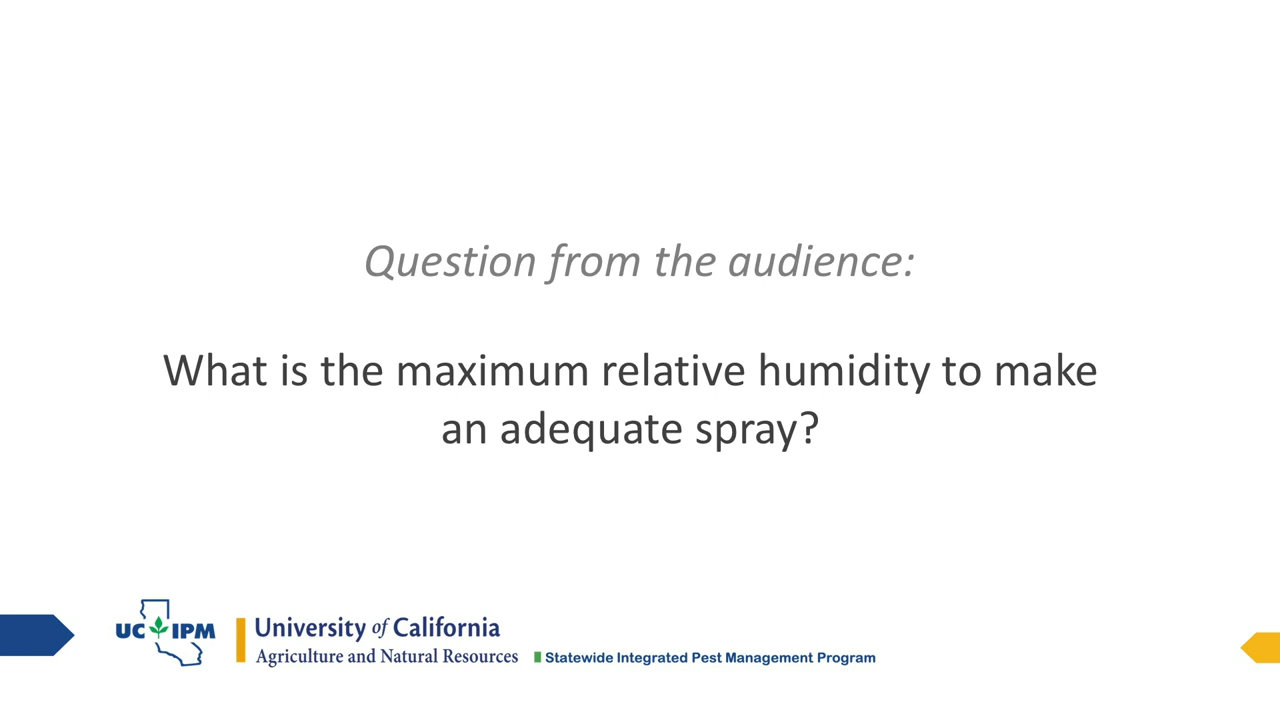 Question from the audience:
What is the maximum relative humidity to make
an adequate spray?
UC IPM
University of California
Agriculture and Natural Resources
Statewide Integrated Pest Management Program